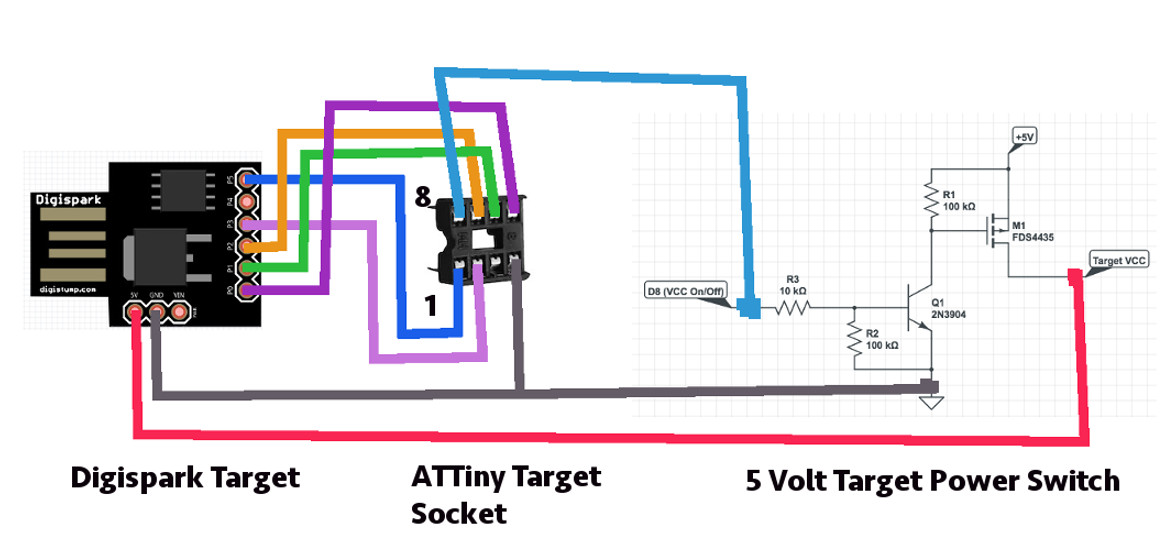 8
1
Digispark
digistump.com
P5
P4
P3
P2
P1
P0
5V GND VIN
+5V
R1
100 kΩ
M1
FDS4435
Target VCC
D8 (VCC On/Off)
R3
10 kΩ
Q1
2N3904
R2
100 kΩ
Digispark Target
ATTiny Target
Socket
5 Volt Target Power Switch